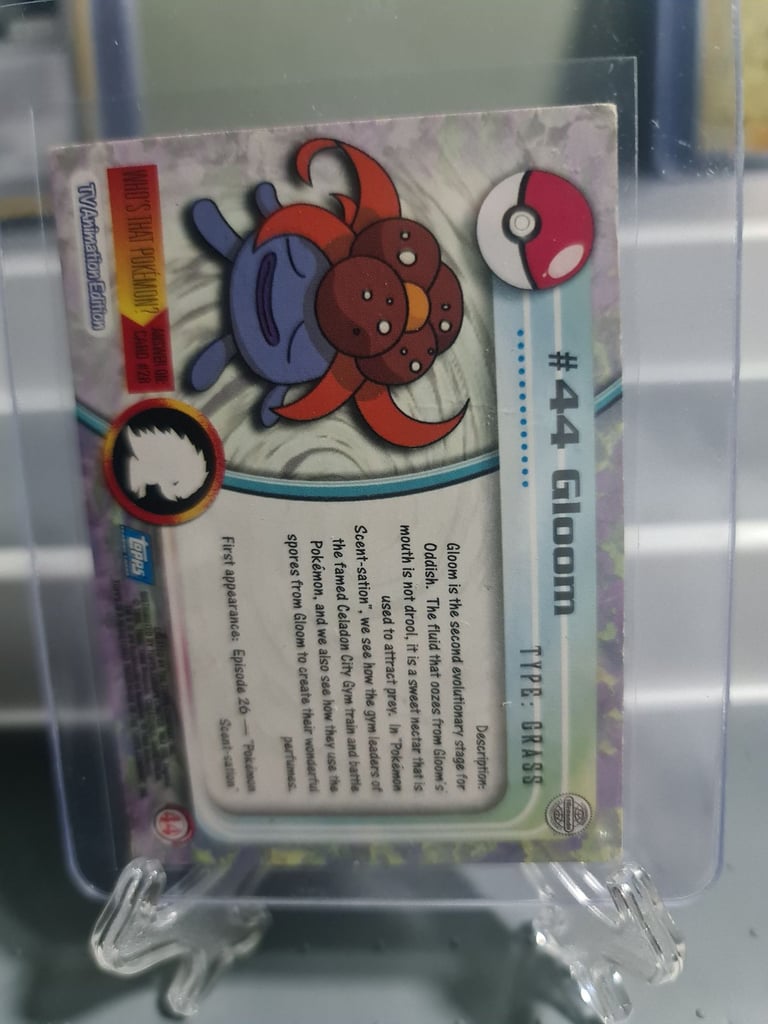 #44 Gloom
TYPE: GRASS
Nintendo
Description:
Gloom is the second evolutionary stage for
Oddish. The fluid that oozes from Gloom's
mouth is not drool, it is a sweet nectar that is
used to attract prey. In "Pokémon
Scent-sation", we see how the gym leaders of
the famed Celadon City Gym train and battle
Pokémon, and we also see how they use the
spores from Gloom to create their wonderful
perfumes.
First appearance: Episode 26 — "Pokémon
Scent-sation
WHO'S THAT POKÉMON?
ANSWER ON
CARD #28
TV Animation Edition
topps
44